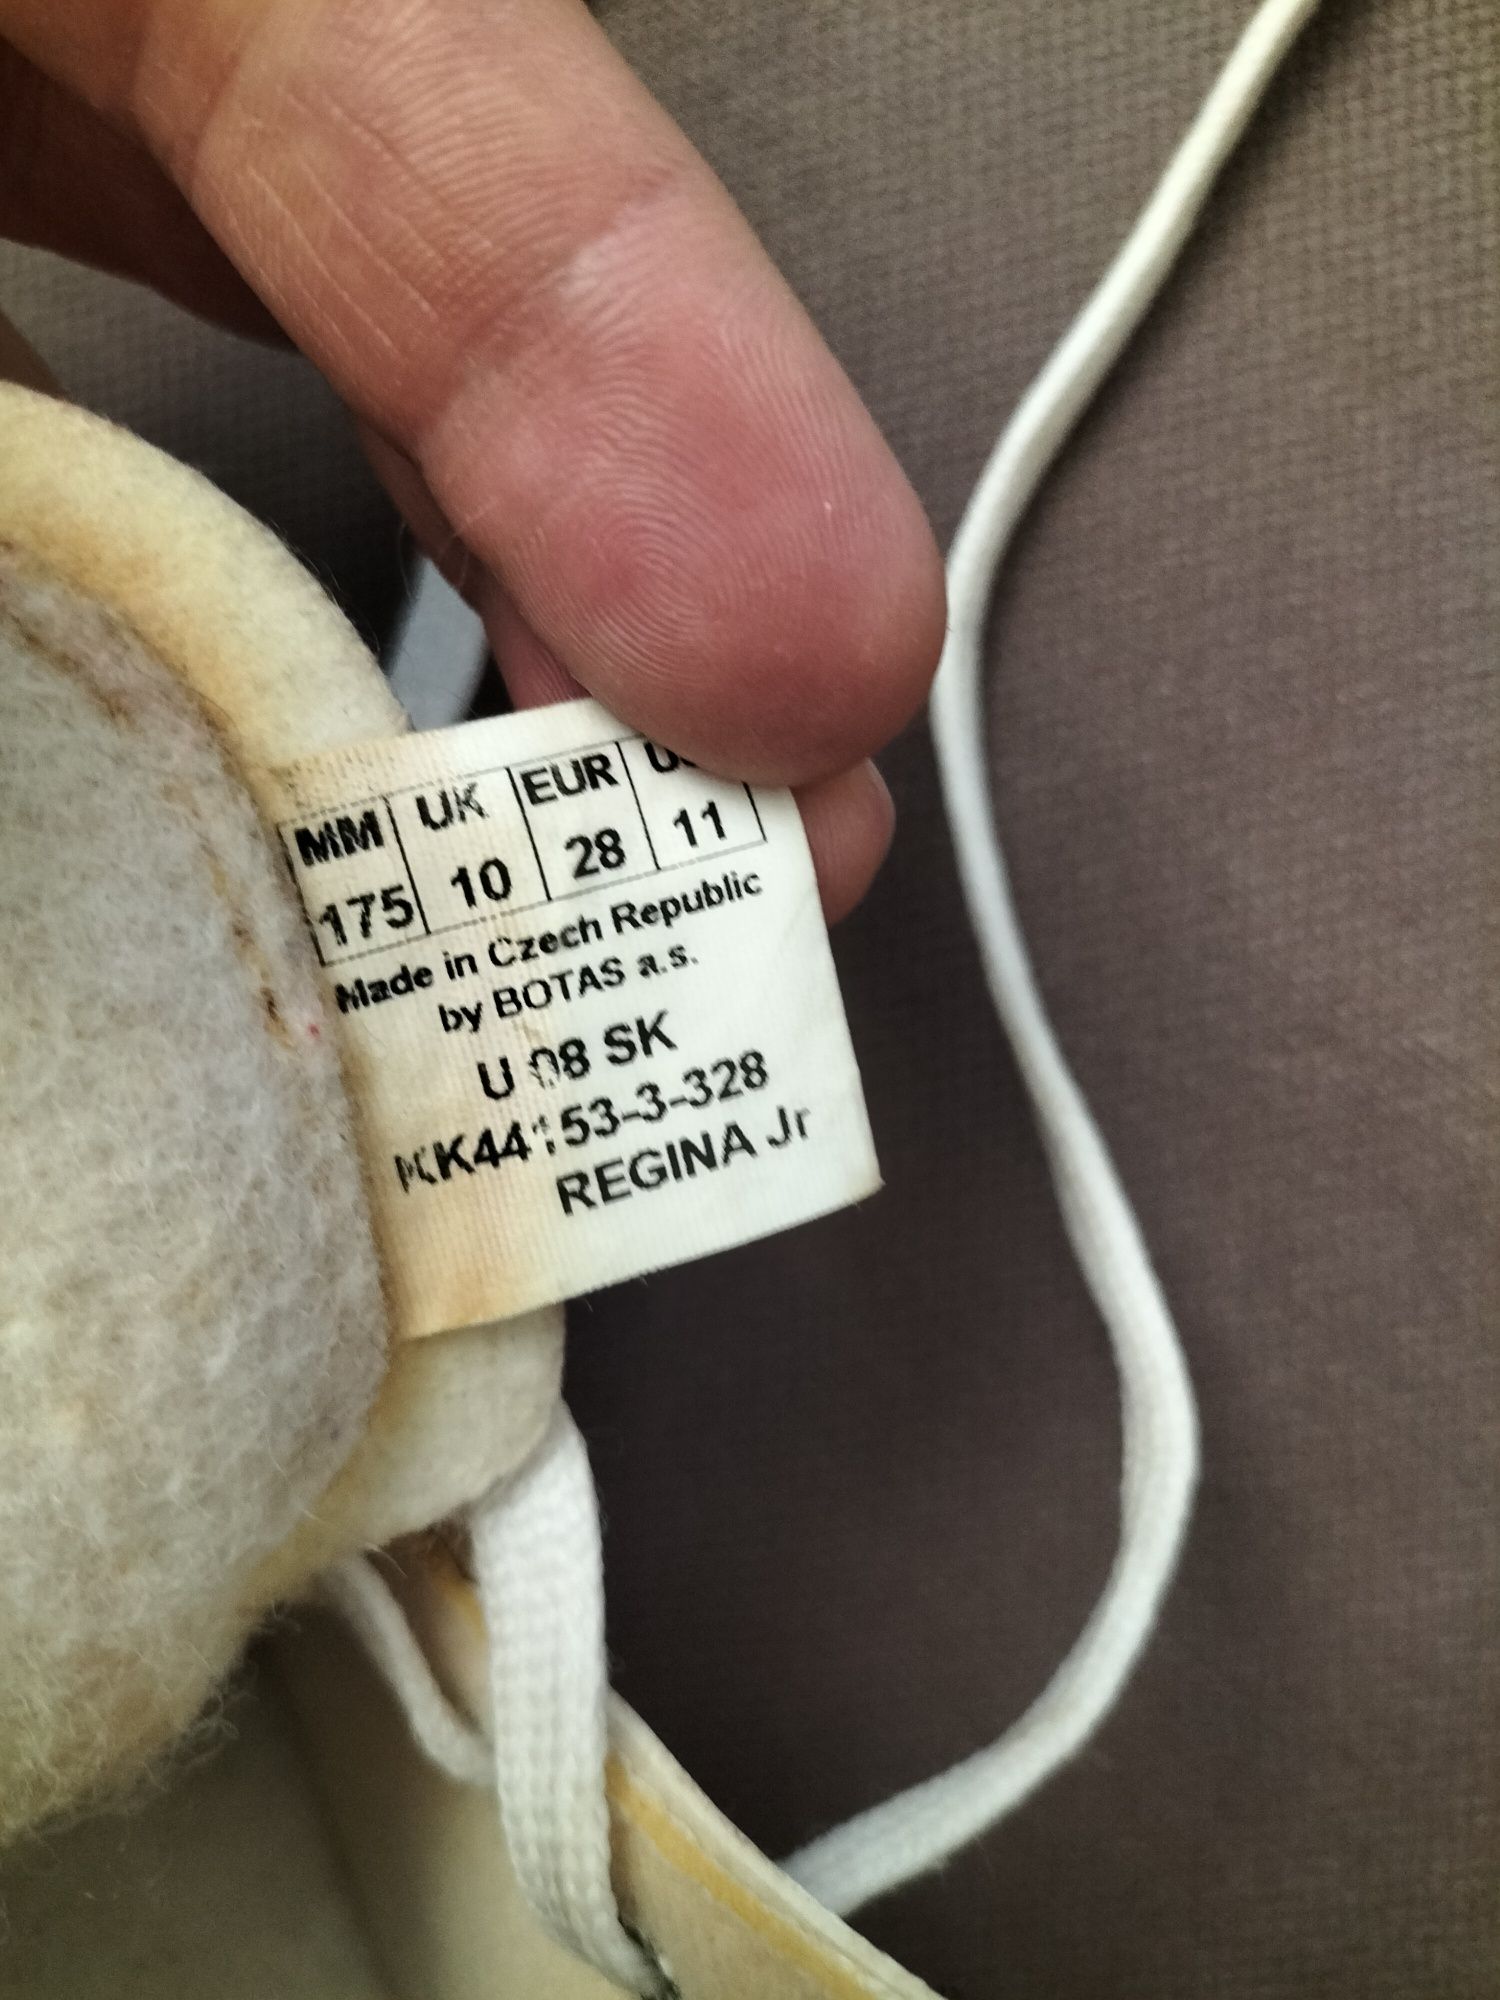 MM UK EUR
175 10 28 11
Made in Czech Republic
by BOTAS a.s.
U 08 SK
53-3-328
REGINA Jr